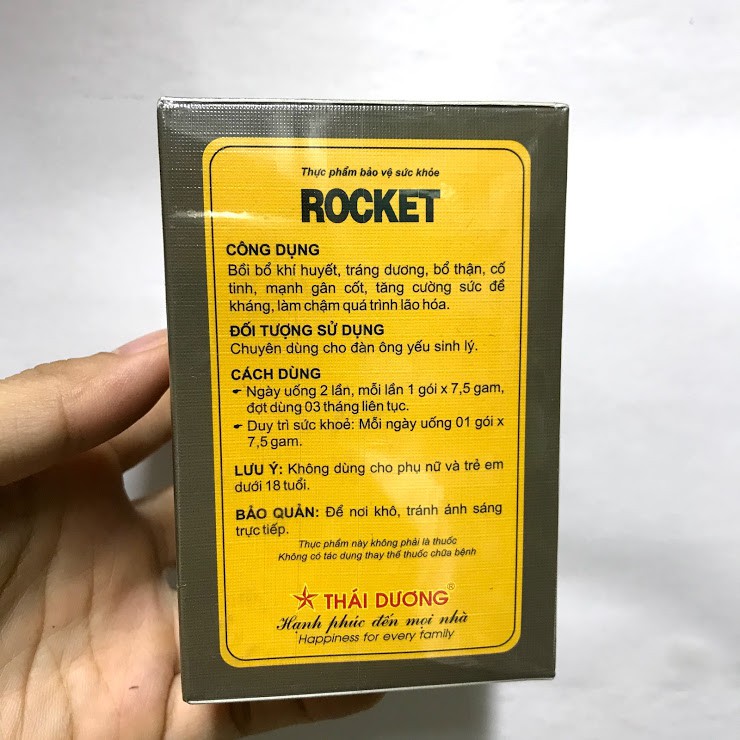 Thực phẩm bảo vệ sức khỏe
ROCKET
CÔNG DỤNG
Bồi bổ khí huyết, tráng dương, bổ thận, cố
tinh, mạnh gân cốt, tăng cường sức đề
kháng, làm chậm quá trình lão hóa.
ĐỐI TƯỢNG SỬ DỤNG
Chuyên dùng cho đàn ông yếu sinh lý.
CÁCH DÙNG
Ngày uống 2 lần, mỗi lần 1 gói x 7,5 gam,
đợt dùng 03 tháng liên tục.
Duy trì sức khoẻ: Mỗi ngày uống 01 gói x
7,5 gam.
LƯU Ý: Không dùng cho phụ nữ và trẻ em
dưới 18 tuổi.
BẢO QUẢN: Để nơi khô, tránh ánh sáng
trực tiếp.
Thực phẩm này không phải là thuốc
Không có tác dụng thay thế thuốc chữa bệnh
THÁI DƯƠNG®
Hạnh phúc đến mọi nhà
Happiness for every family